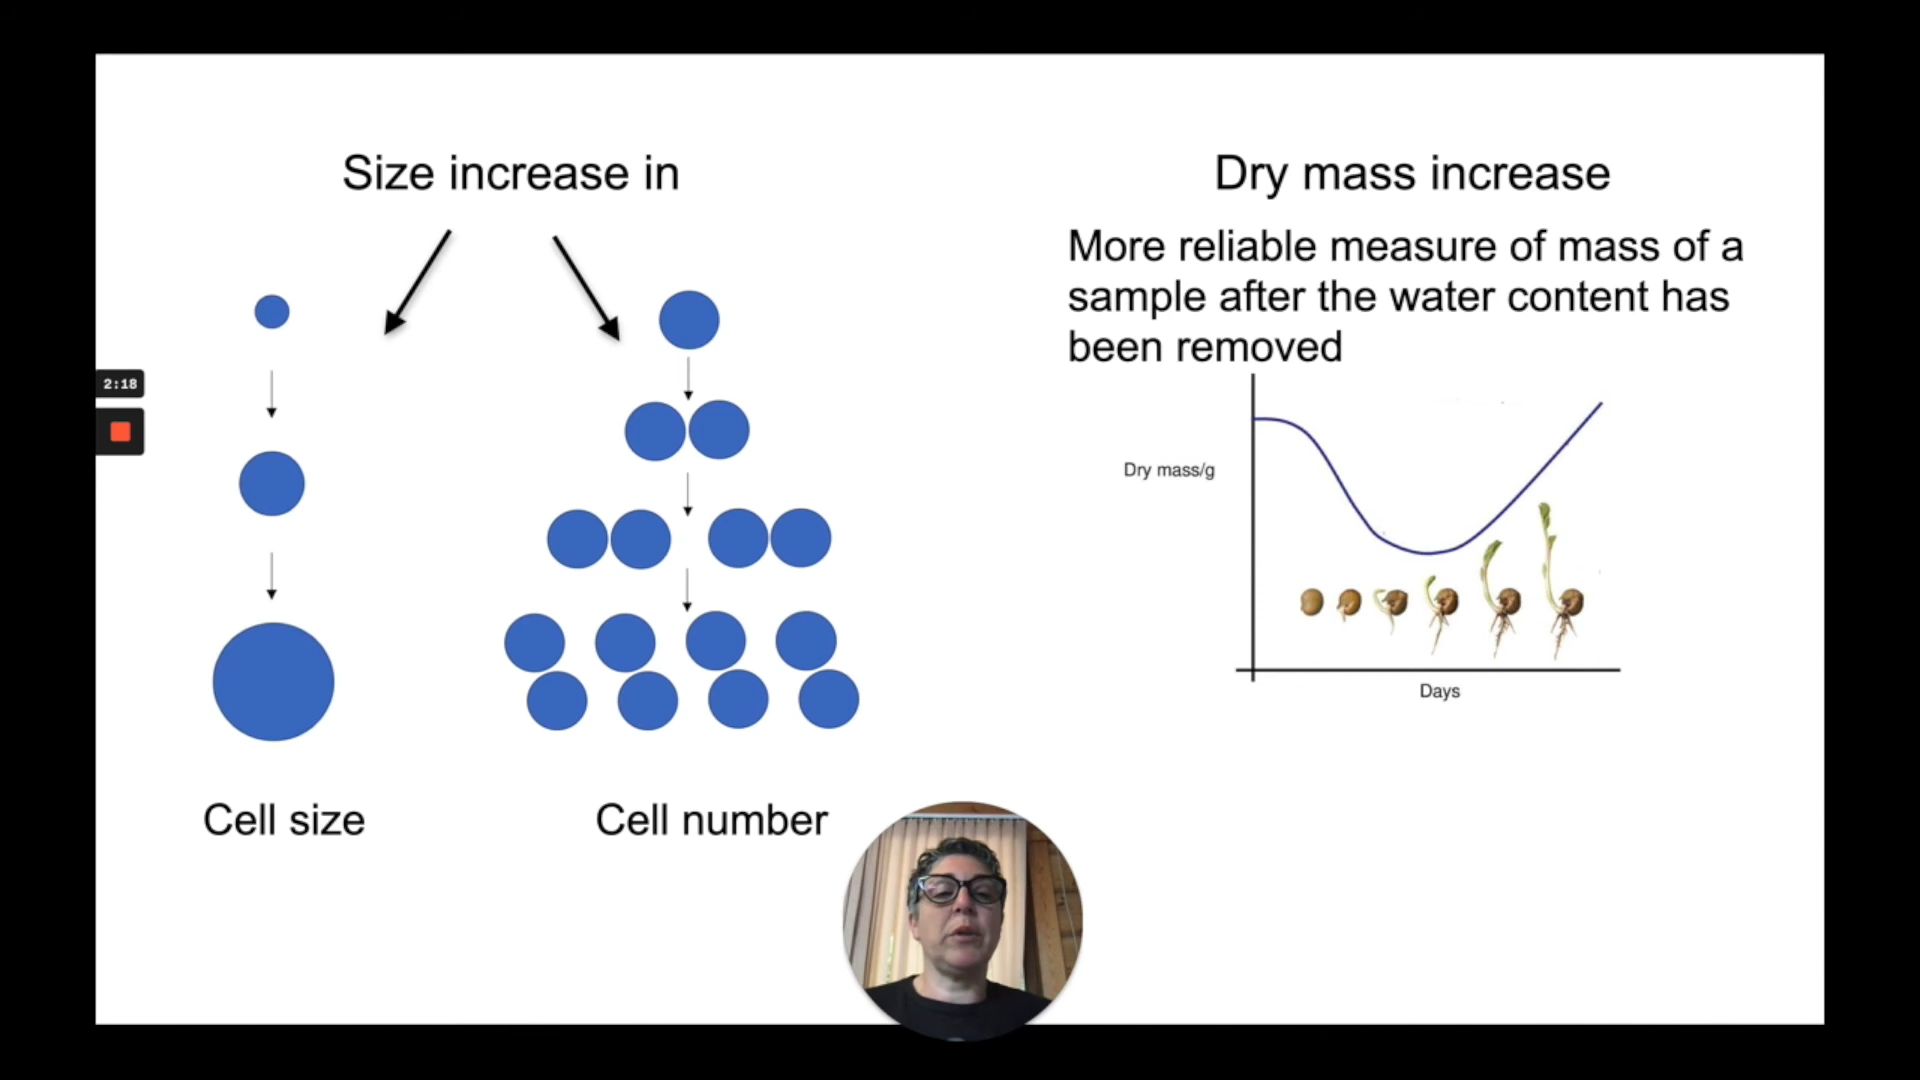 Size increase in
Dry mass increase
More reliable measure of mass of a
sample after the water content has
been removed
2:18
Dry mass/g
Days
Cell size
Cell number